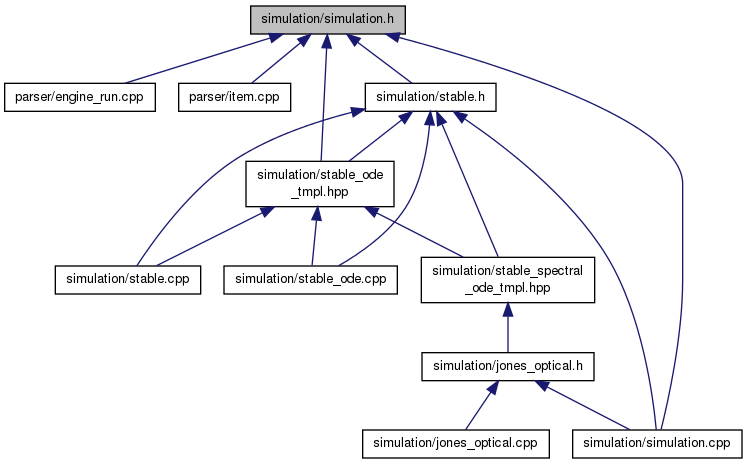 simulation/simulation.h
parser/engine_run.cpp
parser/item.cpp
simulation/stable.h
simulation/stable_ode
_tmpl.hpp
simulation/stable.cpp
simulation/stable_ode.cpp
simulation/stable_spectral
_ode_tmpl.hpp
simulation/jones_optical.h
simulation/jones_optical.cpp
simulation/simulation.cpp